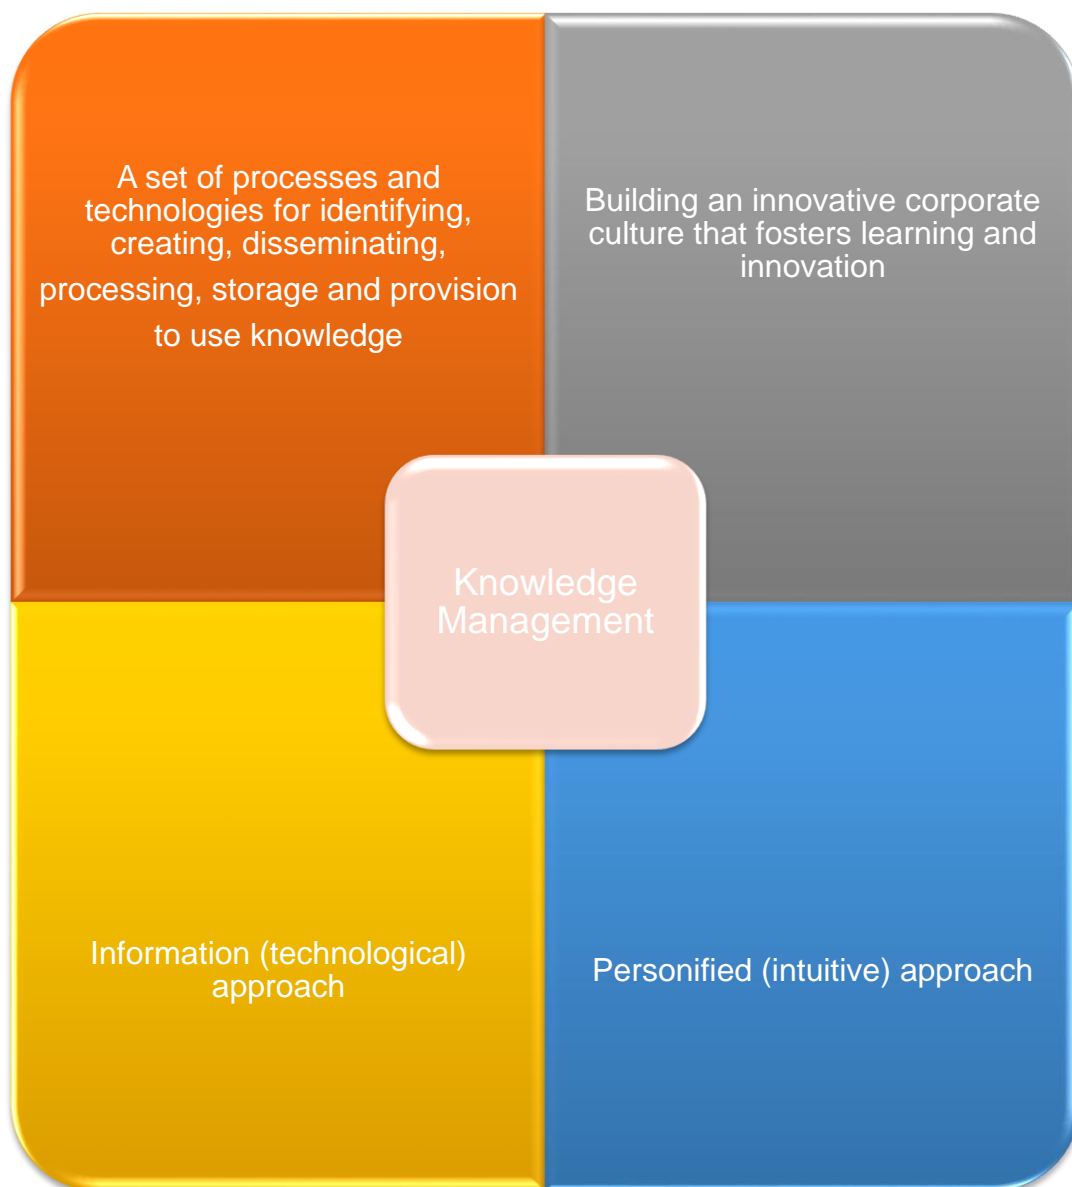 A set of processes and
technologies for identifying,
creating, disseminating,
processing, storage and provision
to use knowledge
Building an innovative corporate
culture that fosters learning and
innovation
Knowledge
Management
Information (technological)
approach
Personified (intuitive) approach